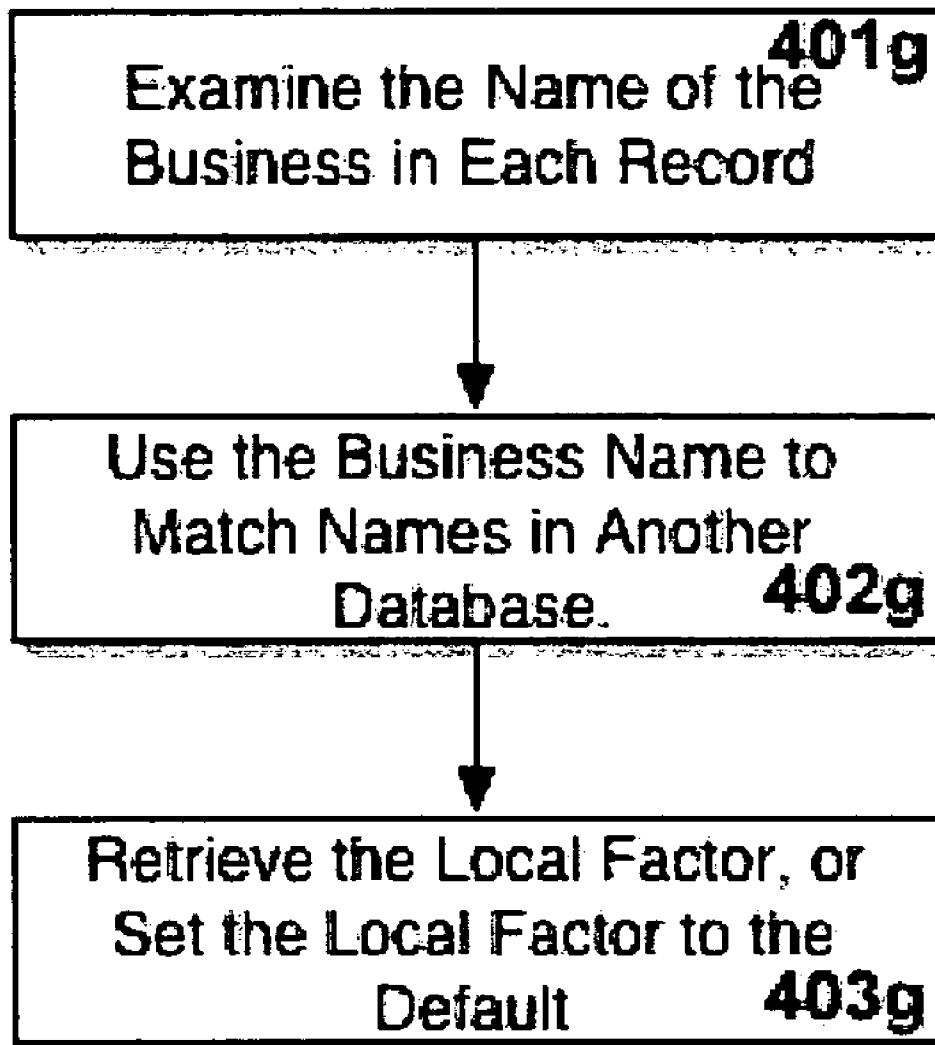 401g
Examine the Name of the
Business in Each Record
Use the Business Name to
Match Names in Another
Database. 402g
Retrieve the Local Factor, or
Set the Local Factor to the
Default 403g